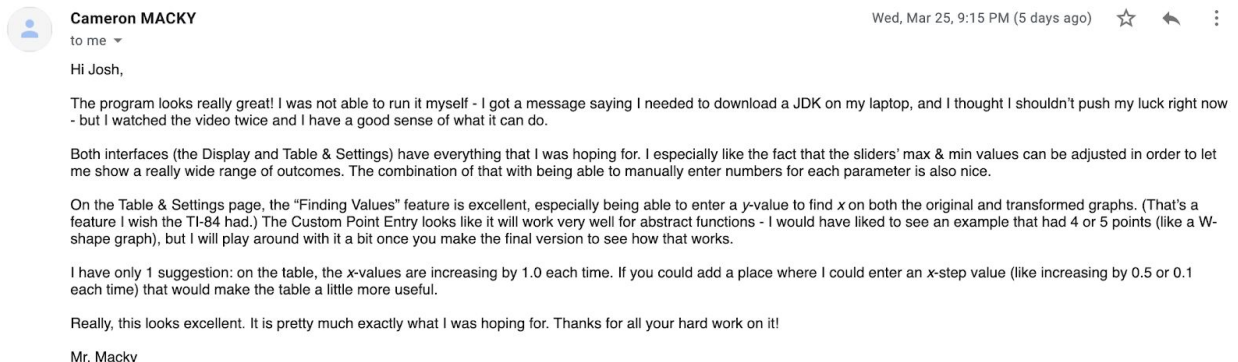 Cameron MACKY
Wed, Mar 25, 9:15 PM (5 days ago)
to me
Hi Josh,
The program looks really great! I was not able to run it myself - I got a message saying I needed to download a JDK on my laptop, and I thought I shouldn't push my luck right now
- but I watched the video twice and I have a good sense of what it can do.
Both interfaces (the Display and Table & Settings) have everything that I was hoping for. I especially like the fact that the sliders' max & min values can be adjusted in order to let
me show a really wide range of outcomes. The combination of that with being able to manually enter numbers for each parameter is also nice.
On the Table & Settings page, the “Finding Values” feature is excellent, especially being able to enter a y-value to find x on both the original and transformed graphs. (That's a
feature I wish the TI-84 had.) The Custom Point Entry looks like it will work very well for abstract functions - I would have liked to see an example that had 4 or 5 points (like a W-
shape graph), but I will play around with it a bit once you make the final version to see how that works.
I have only 1 suggestion: on the table, the x-values are increasing by 1.0 each time. If you could add a place where I could enter an x-step value (like increasing by 0.5 or 0.1
each time) that would make the table a little more useful.
Really, this looks excellent. It is pretty much exactly what I was hoping for. Thanks for all your hard work on it!
Mr. Macky